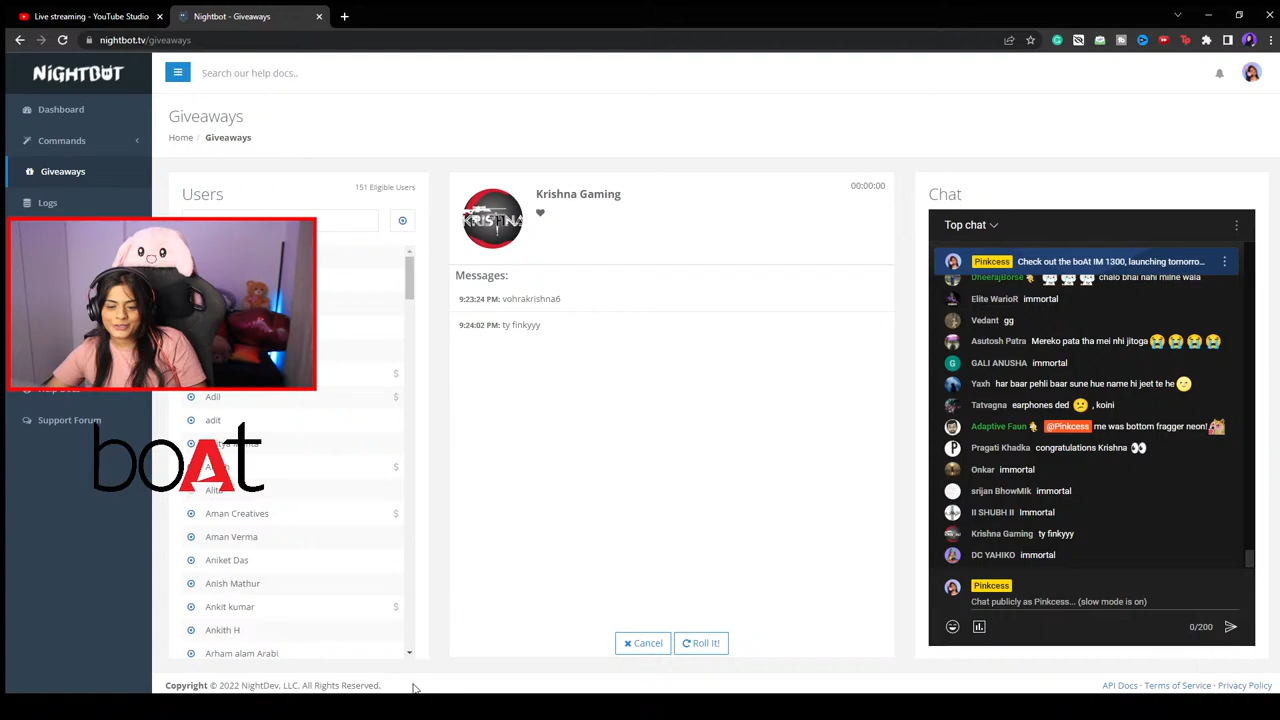 Live streaming - YouTube Studio
Nightbot - Giveaways
nightbot.tv/giveaways
NiGHTBOT
Search our help docs..
Dashboard
Commands
Giveaways
Logs
Support Forum
Giveaways
Home / Giveaways
Users
151 Eligible Users
Adil
adit
Aman Creatives
Aman Verma
Aniket Das
Anish Mathur
Ankit kumar
Ankith H
Arham alam Arabi
boAt
Krishna Gaming
KRISHNA
00:00:00
Messages:
9:23:24 PM: vohrakrishna6
9:24:02 PM: ty finkyyy
Cancel
Roll It!
Chat
Top chat
Pinkcess Check out the boAt IM 1300, launching tomorro...
DheerajBorse chalo bhai nahi milne wala
Elite WarioR immortal
Vedant gg
Asutosh Patra Mereko pata tha mei nhi jitoga
GALI ANUSHA immortal
Yaxh har baar pehli baar sune hue name hi jeet te he
Tatvagna earphones ded , koini
Adaptive Faun @Pinkcess me was bottom fragger neon!
Pragati Khadka congratulations Krishna
Onkar immortal
srijan BhowMIk immortal
II SHUBH II Immortal
Krishna Gaming ty finkyyy
DC YAHIKO immortal
Pinkcess
Chat publicly as Pinkcess... (slow mode is on)
0/200
Copyright © 2022 NightDev, LLC. All Rights Reserved.
API Docs - Terms of Service - Privacy Policy